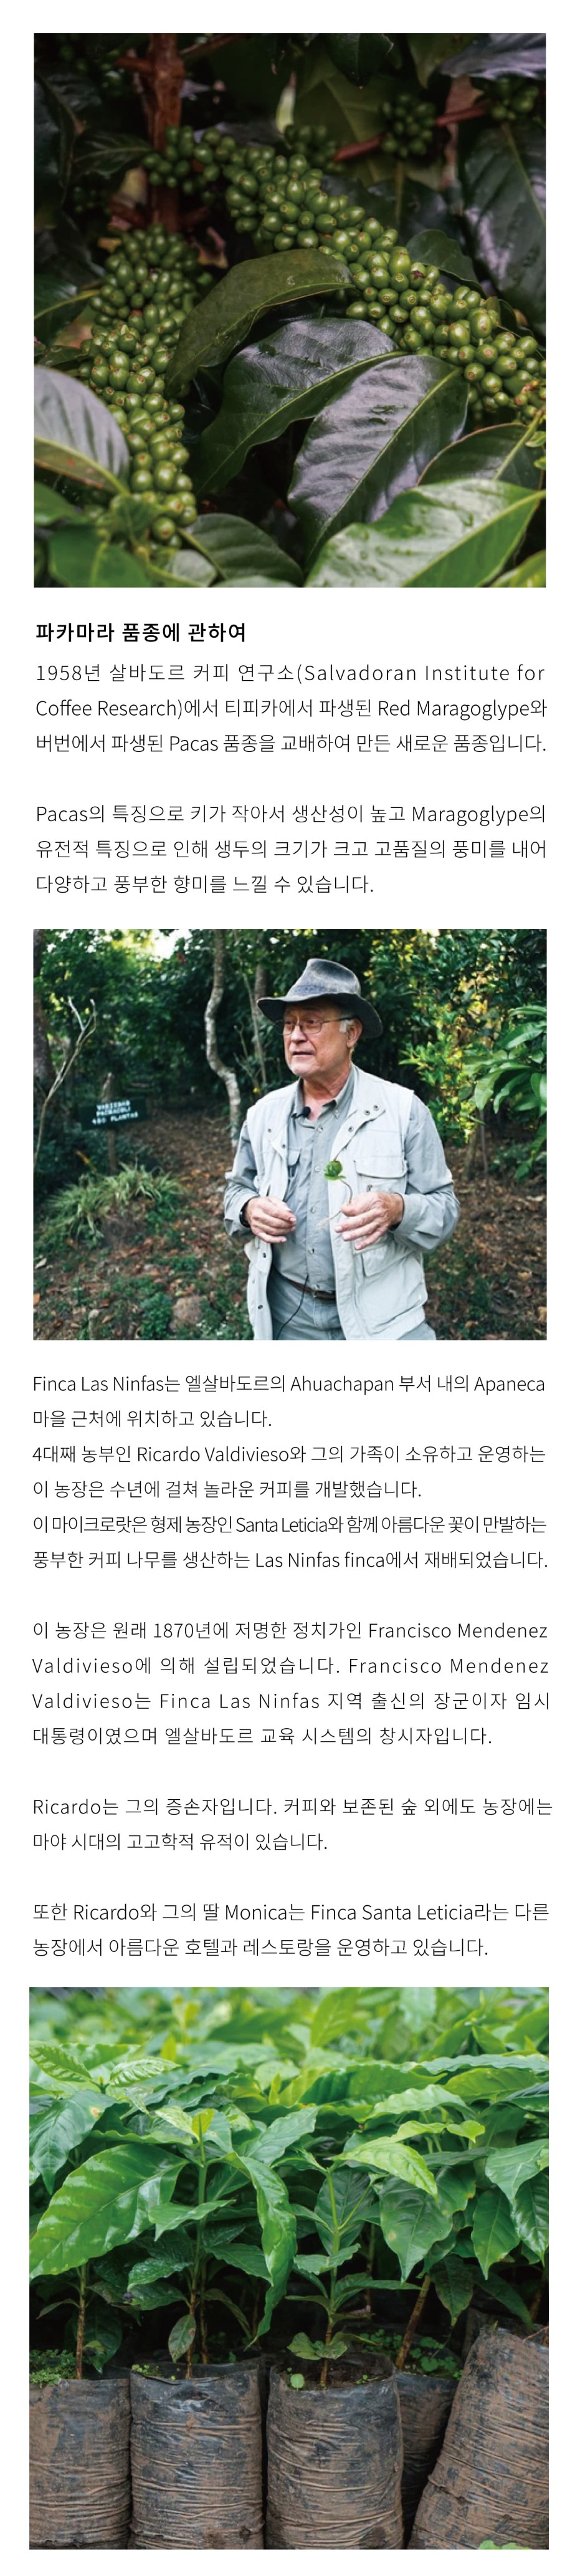 파카마라 품종에 관하여
1958년 살바도르 커피 연구소(Salvadoran Institute for
Coffee Research)에서 티피카에서 파생된 Red Maragoglype와
버번에서 파생된 Pacas 품종을 교배하여 만든 새로운 품종입니다.
Pacas의 특징으로 키가 작아서 생산성이 높고 Maragoglype의
유전적 특징으로 인해 생두의 크기가 크고 고품질의 풍미를 내어
다양하고 풍부한 향미를 느낄 수 있습니다.
VARIEDAD
PACAMARA
400 PLANTAS
Finca Las Ninfas는 엘살바도르의 Ahuachapan 부서 내의 Apaneca
마을 근처에 위치하고 있습니다.
4대째 농부인 Ricardo Valdivieso와 그의 가족이 소유하고 운영하는
이 농장은 수년에 걸쳐 놀라운 커피를 개발했습니다.
이 마이크로랏은 형제 농장인 Santa Leticia와 함께 아름다운 꽃이 만발하는
풍부한 커피 나무를 생산하는 Las Ninfas finca에서 재배되었습니다.
이 농장은 원래 1870년에 저명한 정치가인 Francisco Mendenez
Valdivieso에 의해 설립되었습니다. Francisco Mendenez
Valdivieso는 Finca Las Ninfas 지역 출신의 장군이자 임시
대통령이였으며 엘살바도르 교육 시스템의 창시자입니다.
Ricardo는 그의 증손자입니다. 커피와 보존된 숲 외에도 농장에는
마야 시대의 고고학적 유적이 있습니다.
또한 Ricardo와 그의 딸 Monica는 Finca Santa Leticia라는 다른
농장에서 아름다운 호텔과 레스토랑을 운영하고 있습니다.